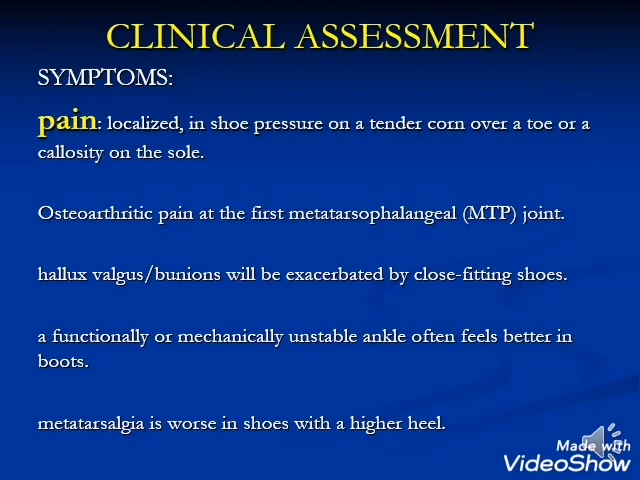 CLINICAL ASSESSMENT
SYMPTOMS:
pain: localized, in shoe pressure on a tender corn over a toe or a
callosity on the sole.
Osteoarthritic pain at the first metatarsophalangeal (MTP) joint.
hallux valgus/bunions will be exacerbated by close-fitting shoes.
a functionally or mechanically unstable ankle often feels better in
boots.
metatarsalgia is worse in shoes with a higher heel.
Made with
VideoShow